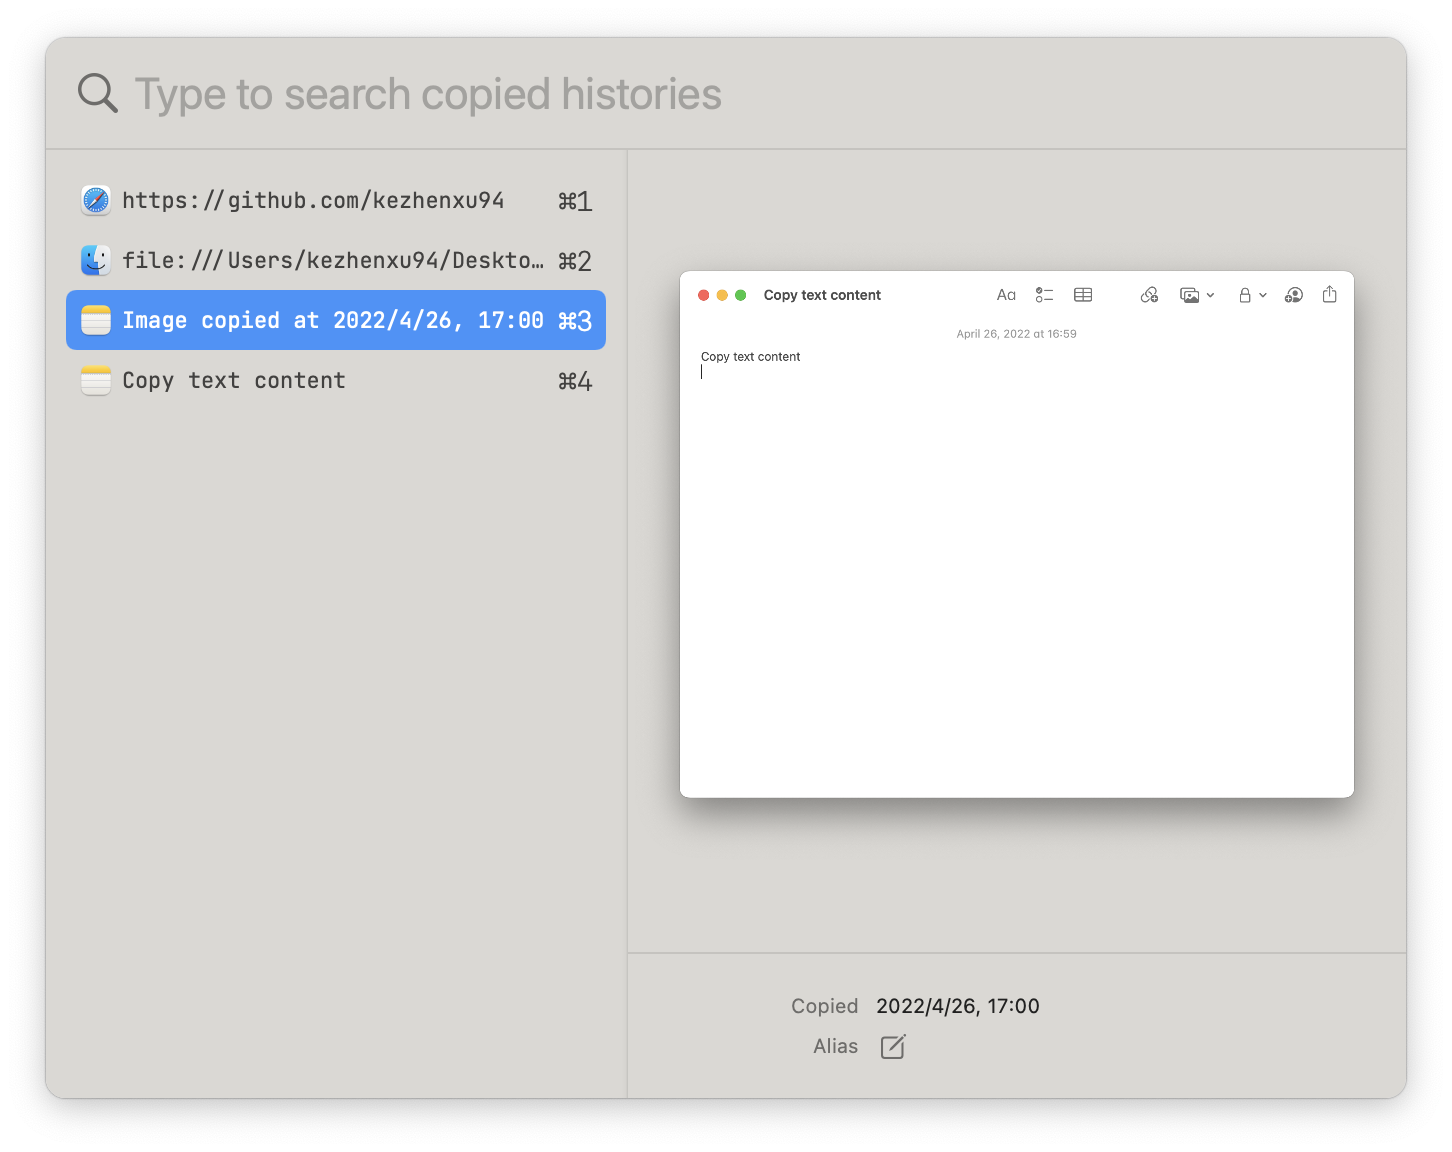 Type to search copied histories
https://github.com/kezhenxu94 ⌘1
file:///Users/kezhenxu94/Deskto… ⌘2
Image copied at 2022/4/26, 17:00 ⌘3
Copy text content ⌘4
Copy text content Aa
April 26, 2022 at 16:59
Copy text content
Copied 2022/4/26, 17:00
Alias